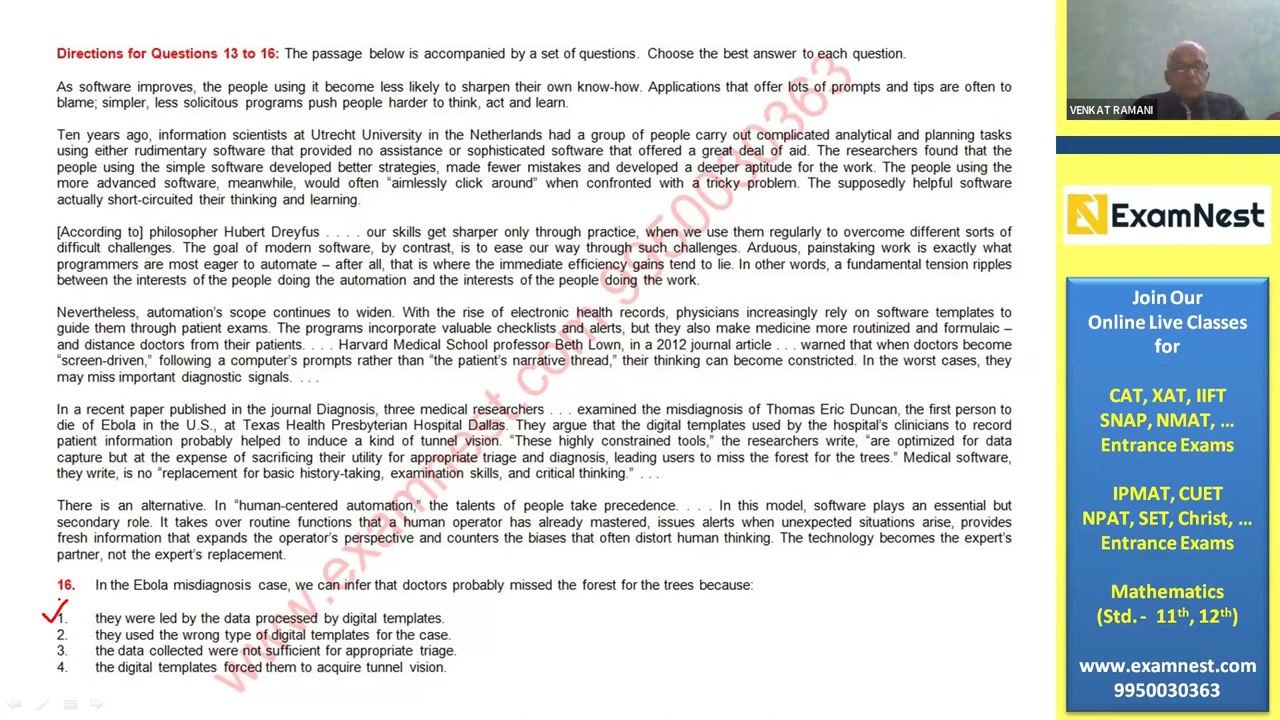 Directions for Questions 13 to 16: The passage below is accompanied by a set of questions. Choose the best answer to each question.
As software improves, the people using it become less likely to sharpen their own know-how. Applications that offer lots of prompts and tips are often to
blame; simpler, less solicitous programs push people harder to think, act and learn.
Ten years ago, information scientists at Utrecht University in the Netherlands had a group of people carry out complicated analytical and planning tasks
using either rudimentary software that provided no assistance or sophisticated software that offered a great deal of aid. The researchers found that the
people using the simple software developed better strategies, made fewer mistakes and developed a deeper aptitude for the work. The people using the
more advanced software, meanwhile, would often “aimlessly click around” when confronted with a tricky problem. The supposedly helpful software
actually short-circuited their thinking and learning.
[According to] philosopher Hubert Dreyfus . . . . our skills get sharper only through practice, when we use them regularly to overcome different sorts of
difficult challenges. The goal of modern software, by contrast, is to ease our way through such challenges. Arduous, painstaking work is exactly what
programmers are most eager to automate – after all, that is where the immediate efficiency gains tend to lie. In other words, a fundamental tension ripples
between the interests of the people doing the automation and the interests of the people doing the work.
Nevertheless, automation’s scope continues to widen. With the rise of electronic health records, physicians increasingly rely on software templates to
guide them through patient exams. The programs incorporate valuable checklists and alerts, but they also make medicine more routinized and formulaic –
and distance doctors from their patients. . . . Harvard Medical School professor Beth Lown, in a 2012 journal article . . . warned that when doctors become
“screen-driven,” following a computer’s prompts rather than “the patient’s narrative thread,” their thinking can become constricted. In the worst cases, they
may miss important diagnostic signals. . . .
In a recent paper published in the journal Diagnosis, three medical researchers . . . examined the misdiagnosis of Thomas Eric Duncan, the first person to
die of Ebola in the U.S., at Texas Health Presbyterian Hospital Dallas. They argue that the digital templates used by the hospital’s clinicians to record
patient information probably helped to induce a kind of tunnel vision. “These highly constrained tools,” the researchers write, “are optimized for data
capture but at the expense of sacrificing their utility for appropriate triage and diagnosis, leading users to miss the forest for the trees.” Medical software,
they write, is no “replacement for basic history-taking, examination skills, and critical thinking.” . . .
There is an alternative. In “human-centered automation,” the talents of people take precedence. . . . In this model, software plays an essential but
secondary role. It takes over routine functions that a human operator has already mastered, issues alerts when unexpected situations arise, provides
fresh information that expands the operator’s perspective and counters the biases that often distort human thinking. The technology becomes the expert’s
partner, not the expert’s replacement.
16. In the Ebola misdiagnosis case, we can infer that doctors probably missed the forest for the trees because:
1. they were led by the data processed by digital templates.
2. they used the wrong type of digital templates for the case.
3. the data collected were not sufficient for appropriate triage.
4. the digital templates forced them to acquire tunnel vision.
www.examnest.com 9950030363
VENKAT RAMANI
ExamNest
Join Our
Online Live Classes
for
CAT, XAT, IIFT
SNAP, NMAT, ...
Entrance Exams
IPMAT, CUET
NPAT, SET, Christ, ...
Entrance Exams
Mathematics
(Std. - 11th, 12th)
www.examnest.com
9950030363